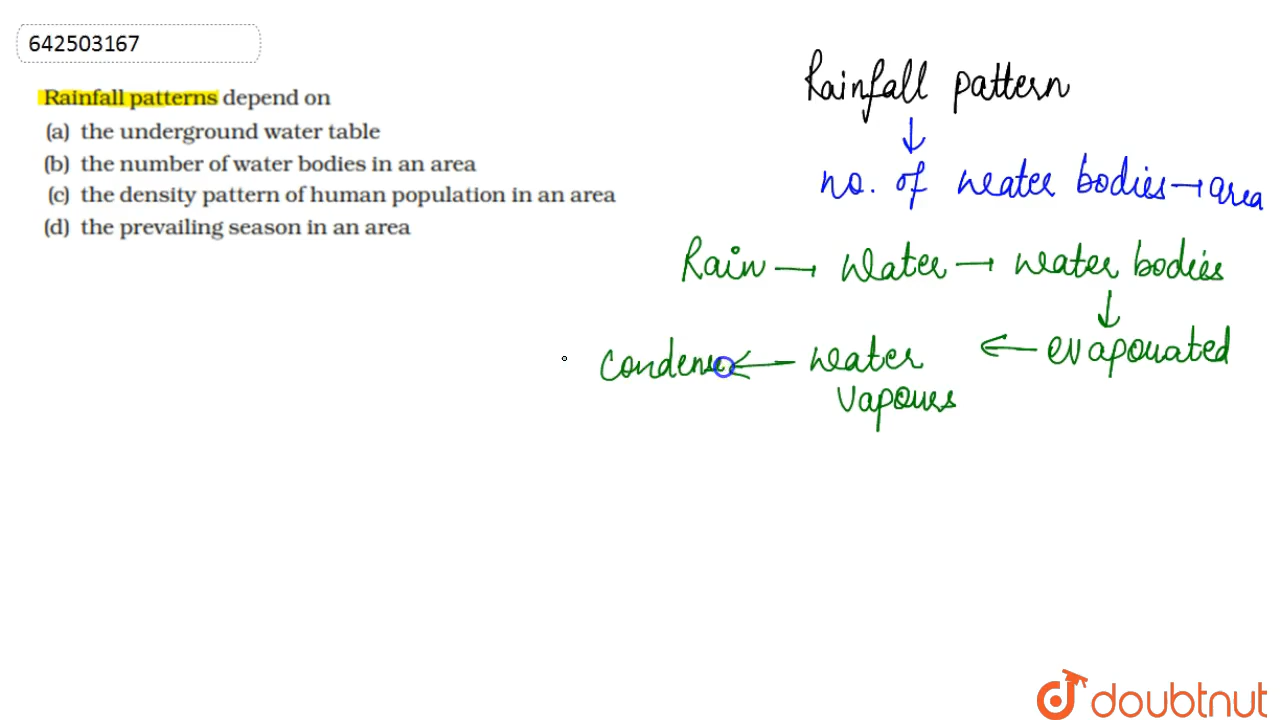 642503167
Rainfall patterns depend on
(a) the underground water table
(b) the number of water bodies in an area
(c) the density pattern of human population in an area
(d) the prevailing season in an area
Rainfall pattern
↓
no. of water bodies → area
Rain → Water → water bodies
↓
Condense ← water ← evaporated
vapours
doubtnut